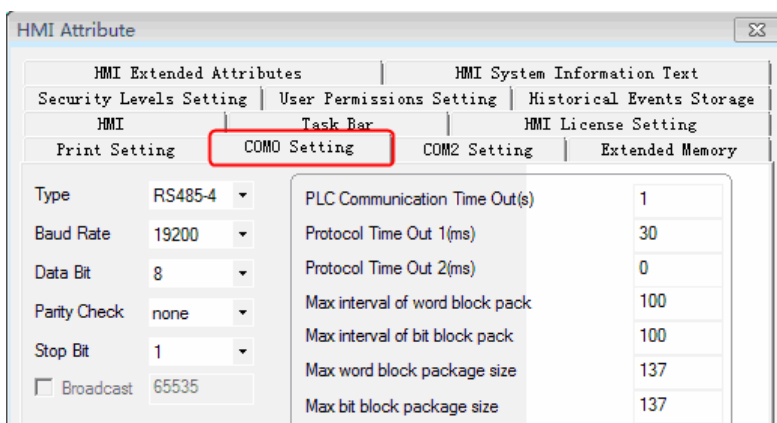 HMI Attribute
HMI Extended Attributes HMI System Information Text
Security Levels Setting User Permissions Setting Historical Events Storage
HMI Task Bar HMI License Setting
Print Setting COM0 Setting COM2 Setting Extended Memory
Type RS485-4 PLC Communication Time Out(s) 1
Baud Rate 19200 Protocol Time Out 1(ms) 30
Data Bit 8 Protocol Time Out 2(ms) 0
Parity Check none Max interval of word block pack 100
Stop Bit 1 Max interval of bit block pack 100
Broadcast 65535 Max word block package size 137
Max bit block package size 137